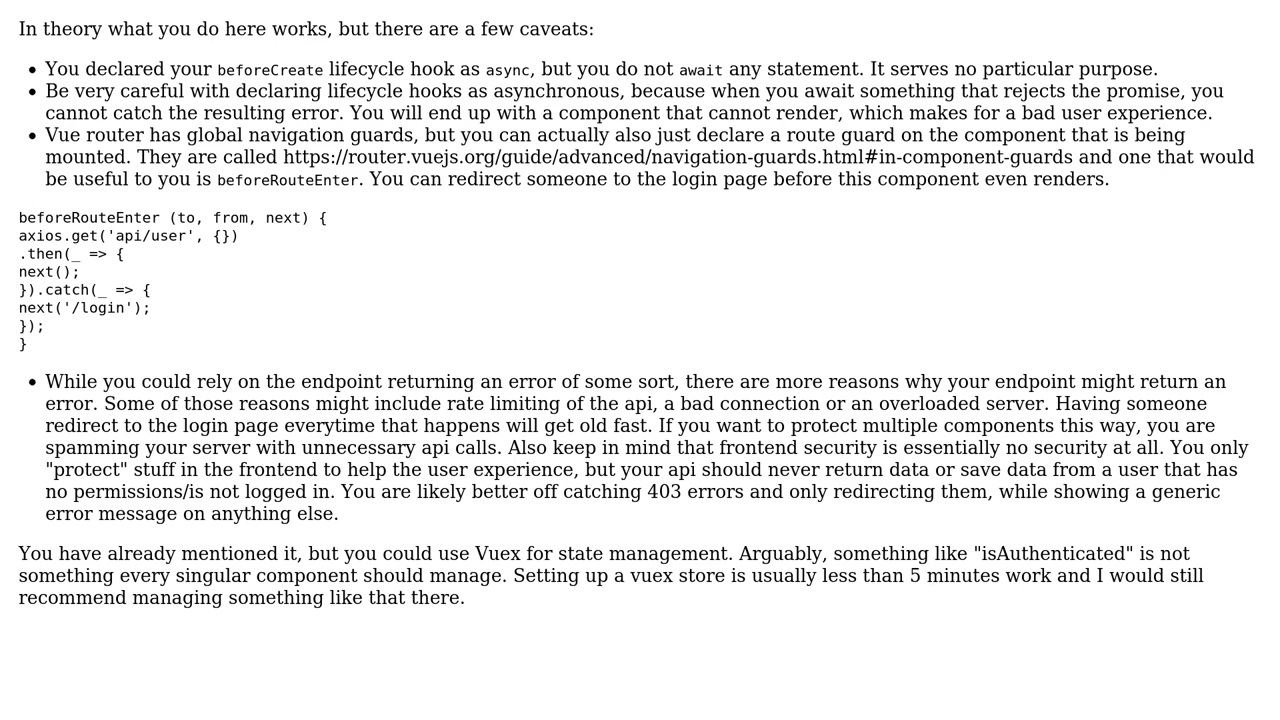 In theory what you do here works, but there are a few caveats:
• You declared your beforeCreate lifecycle hook as async, but you do not await any statement. It serves no particular purpose.
• Be very careful with declaring lifecycle hooks as asynchronous, because when you await something that rejects the promise, you
cannot catch the resulting error. You will end up with a component that cannot render, which makes for a bad user experience.
• Vue router has global navigation guards, but you can actually also just declare a route guard on the component that is being
mounted. They are called https://router.vuejs.org/guide/advanced/navigation-guards.html#in-component-guards and one that would
be useful to you is beforeRouteEnter. You can redirect someone to the login page before this component even renders.
beforeRouteEnter (to, from, next) {
axios.get('api/user', {})
.then(_ => {
next();
}).catch(_ => {
next('/login');
});
}
• While you could rely on the endpoint returning an error of some sort, there are more reasons why your endpoint might return an
error. Some of those reasons might include rate limiting of the api, a bad connection or an overloaded server. Having someone
redirect to the login page everytime that happens will get old fast. If you want to protect multiple components this way, you are
spamming your server with unnecessary api calls. Also keep in mind that frontend security is essentially no security at all. You only
"protect" stuff in the frontend to help the user experience, but your api should never return data or save data from a user that has
no permissions/is not logged in. You are likely better off catching 403 errors and only redirecting them, while showing a generic
error message on anything else.
You have already mentioned it, but you could use Vuex for state management. Arguably, something like "isAuthenticated" is not
something every singular component should manage. Setting up a vuex store is usually less than 5 minutes work and I would still
recommend managing something like that there.